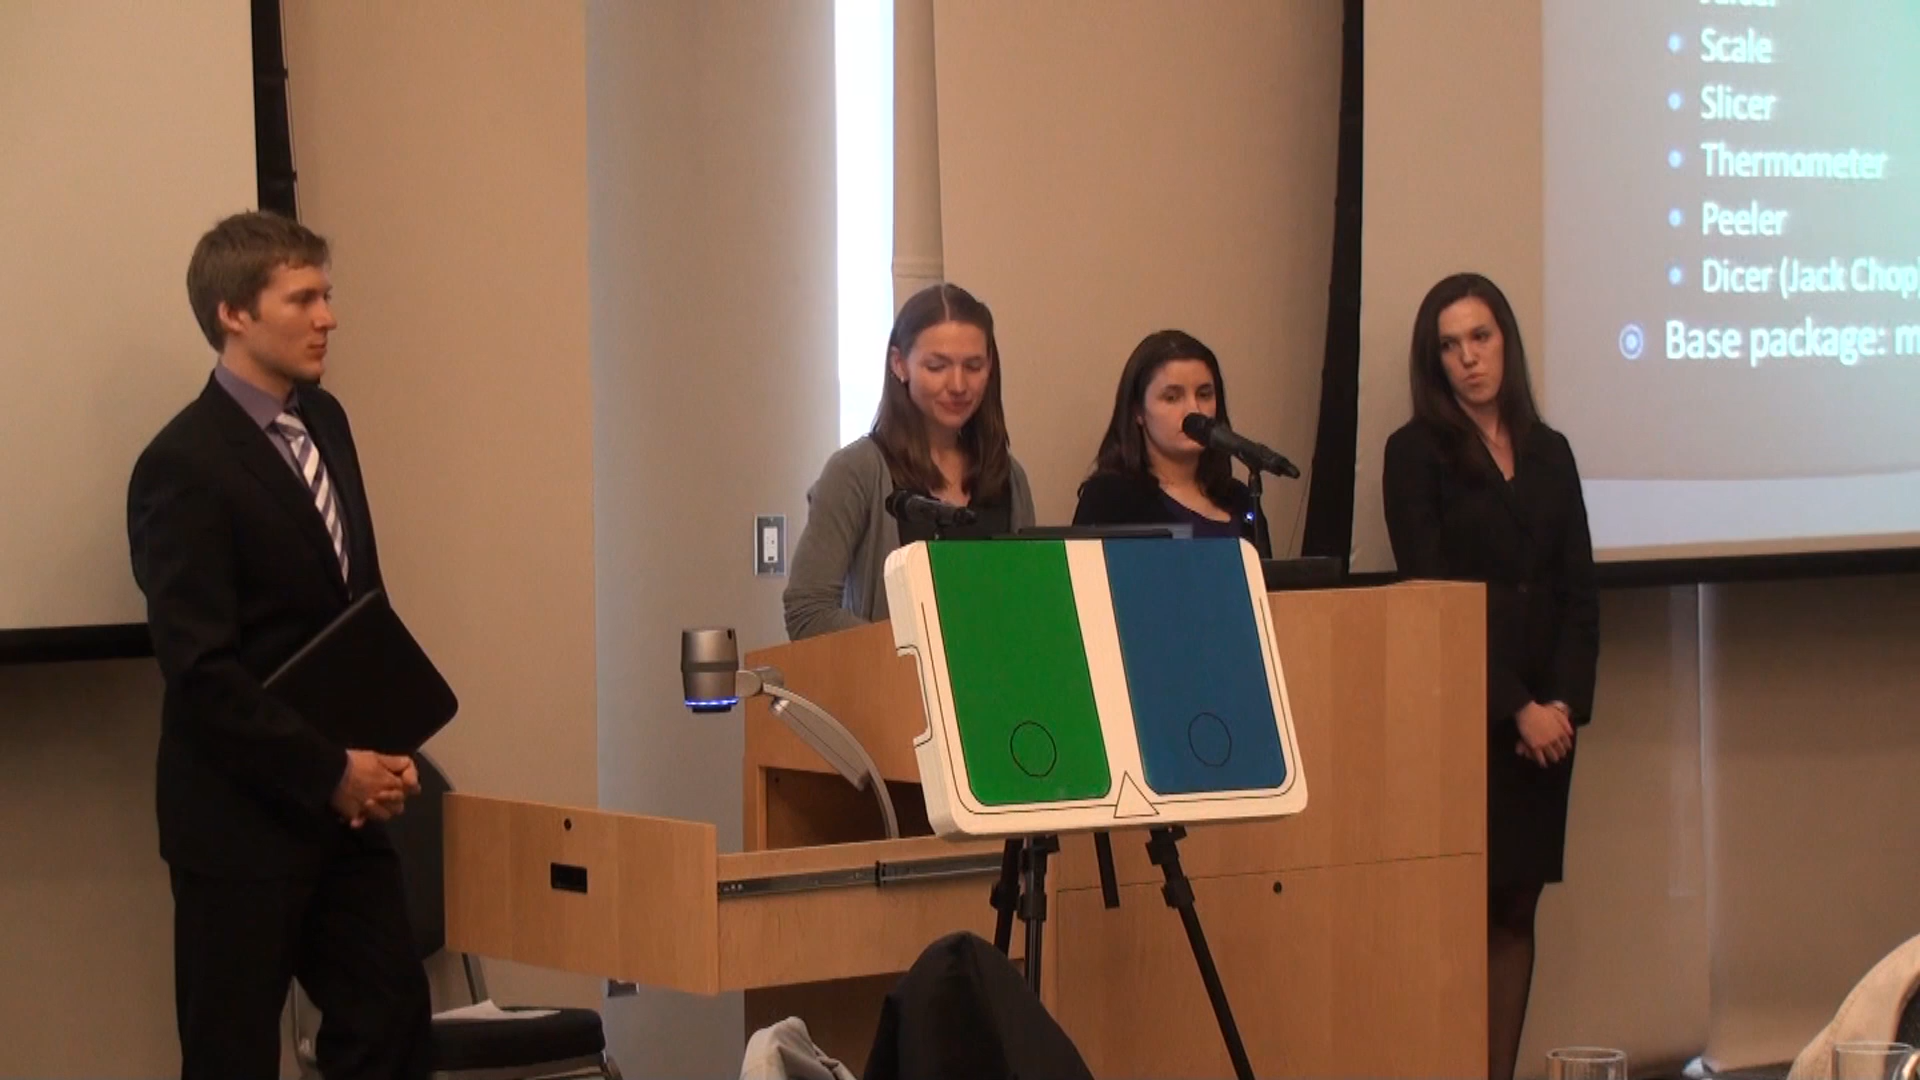 Scale
Slicer
Thermometer
Peeler
Dicer (Jack Chop)
Base package: m